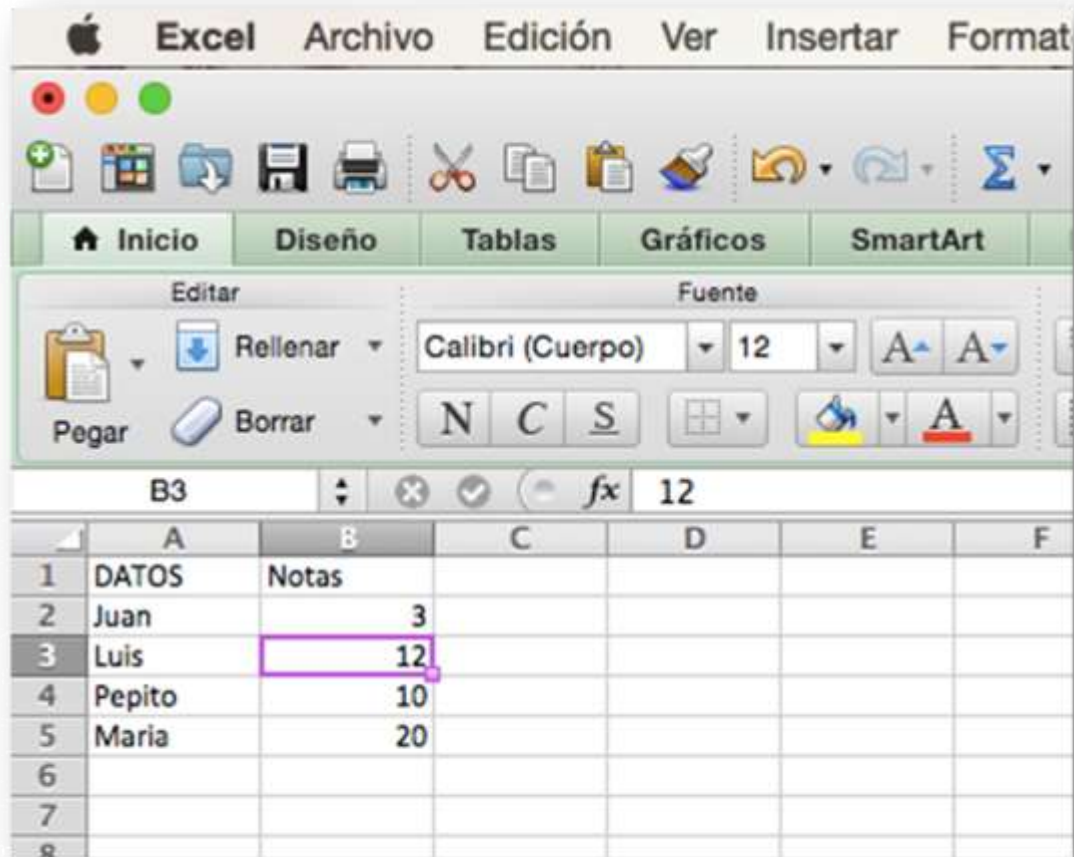 Excel Archivo Edición Ver Insertar Format
Inicio Diseño Tablas Gráficos SmartArt
Editar Fuente
Rellenar Calibri (Cuerpo) 12 A A
Pegar Borrar N C S A
B3 fx 12
A B C D E F
1 DATOS Notas
2 Juan 3
3 Luis 12
4 Pepito 10
5 Maria 20
6
7
8